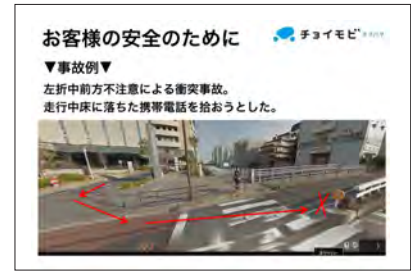 お客様の安全のために
チョイモビ
▼事故例▼
左折中前方不注意による衝突事故。
走行中床に落ちた携帯電話を拾おうとした。